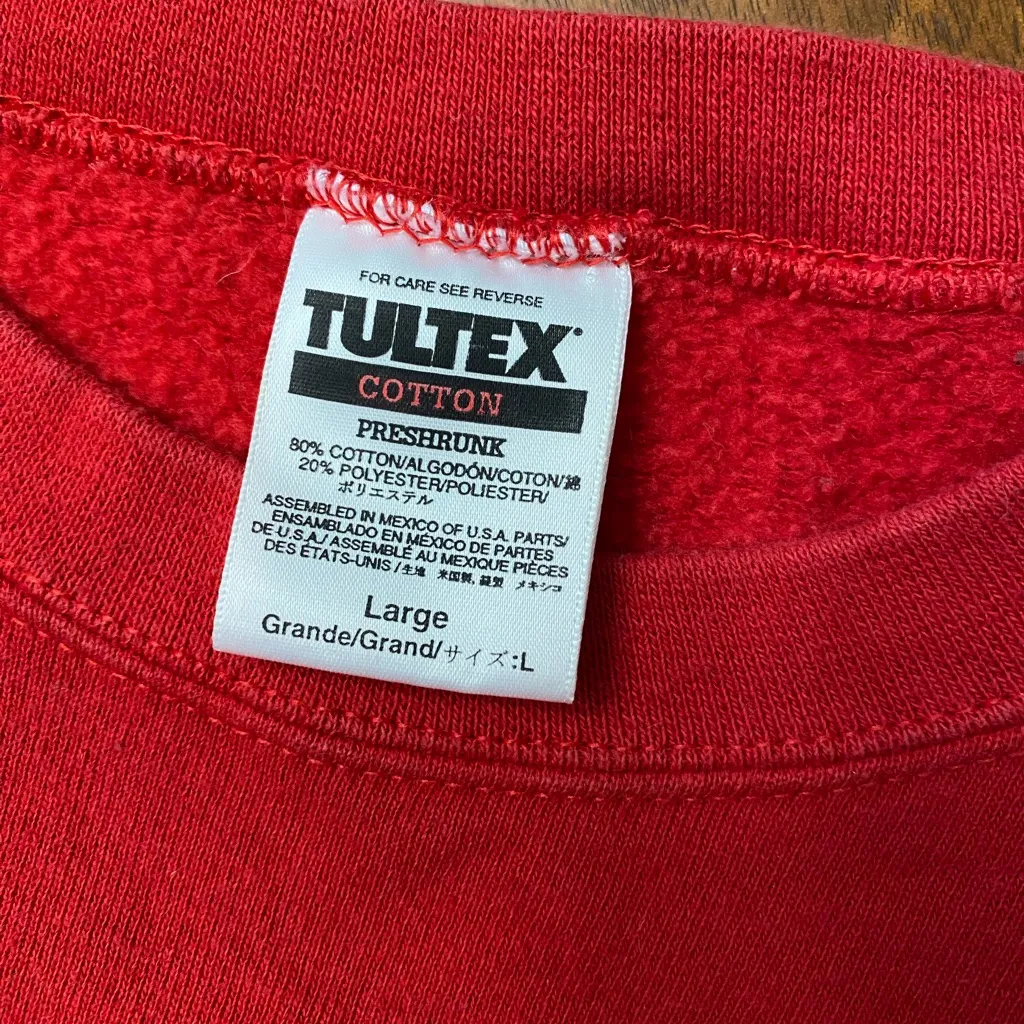 FOR CARE SEE REVERSE
TULTEX
COTTON
PRESHRUNK
80% COTTON/ALGODÓN/COTON/綿
20% POLYESTER/POLIESTER/
ポリエステル
ASSEMBLED IN MEXICO OF U.S.A. PARTS/
ENSAMBLADO EN MÉXICO DE PARTES
DE U.S.A./ ASSEMBLÉ AU MEXIQUE PIÈCES
DES ÉTATS-UNIS / 生地 米国製, 縫製 メキシコ
Large
Grande/Grand/サイズ:L